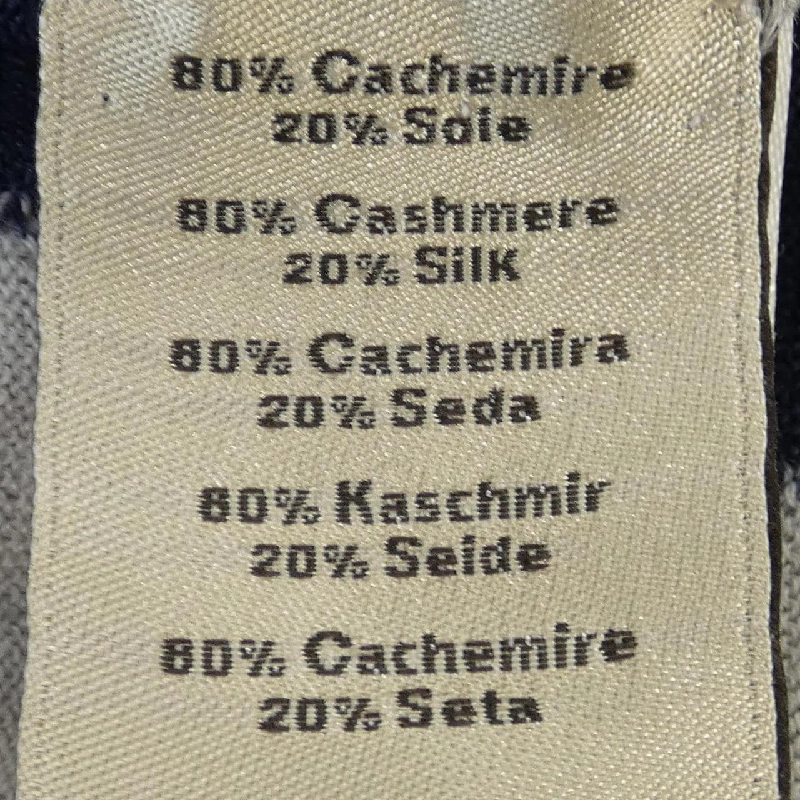 80% Cachemire
20% Soie
80% Cashmere
20% Silk
80% Cachemira
20% Seda
80% Kaschmir
20% Seide
80% Cachemire
20% Seta